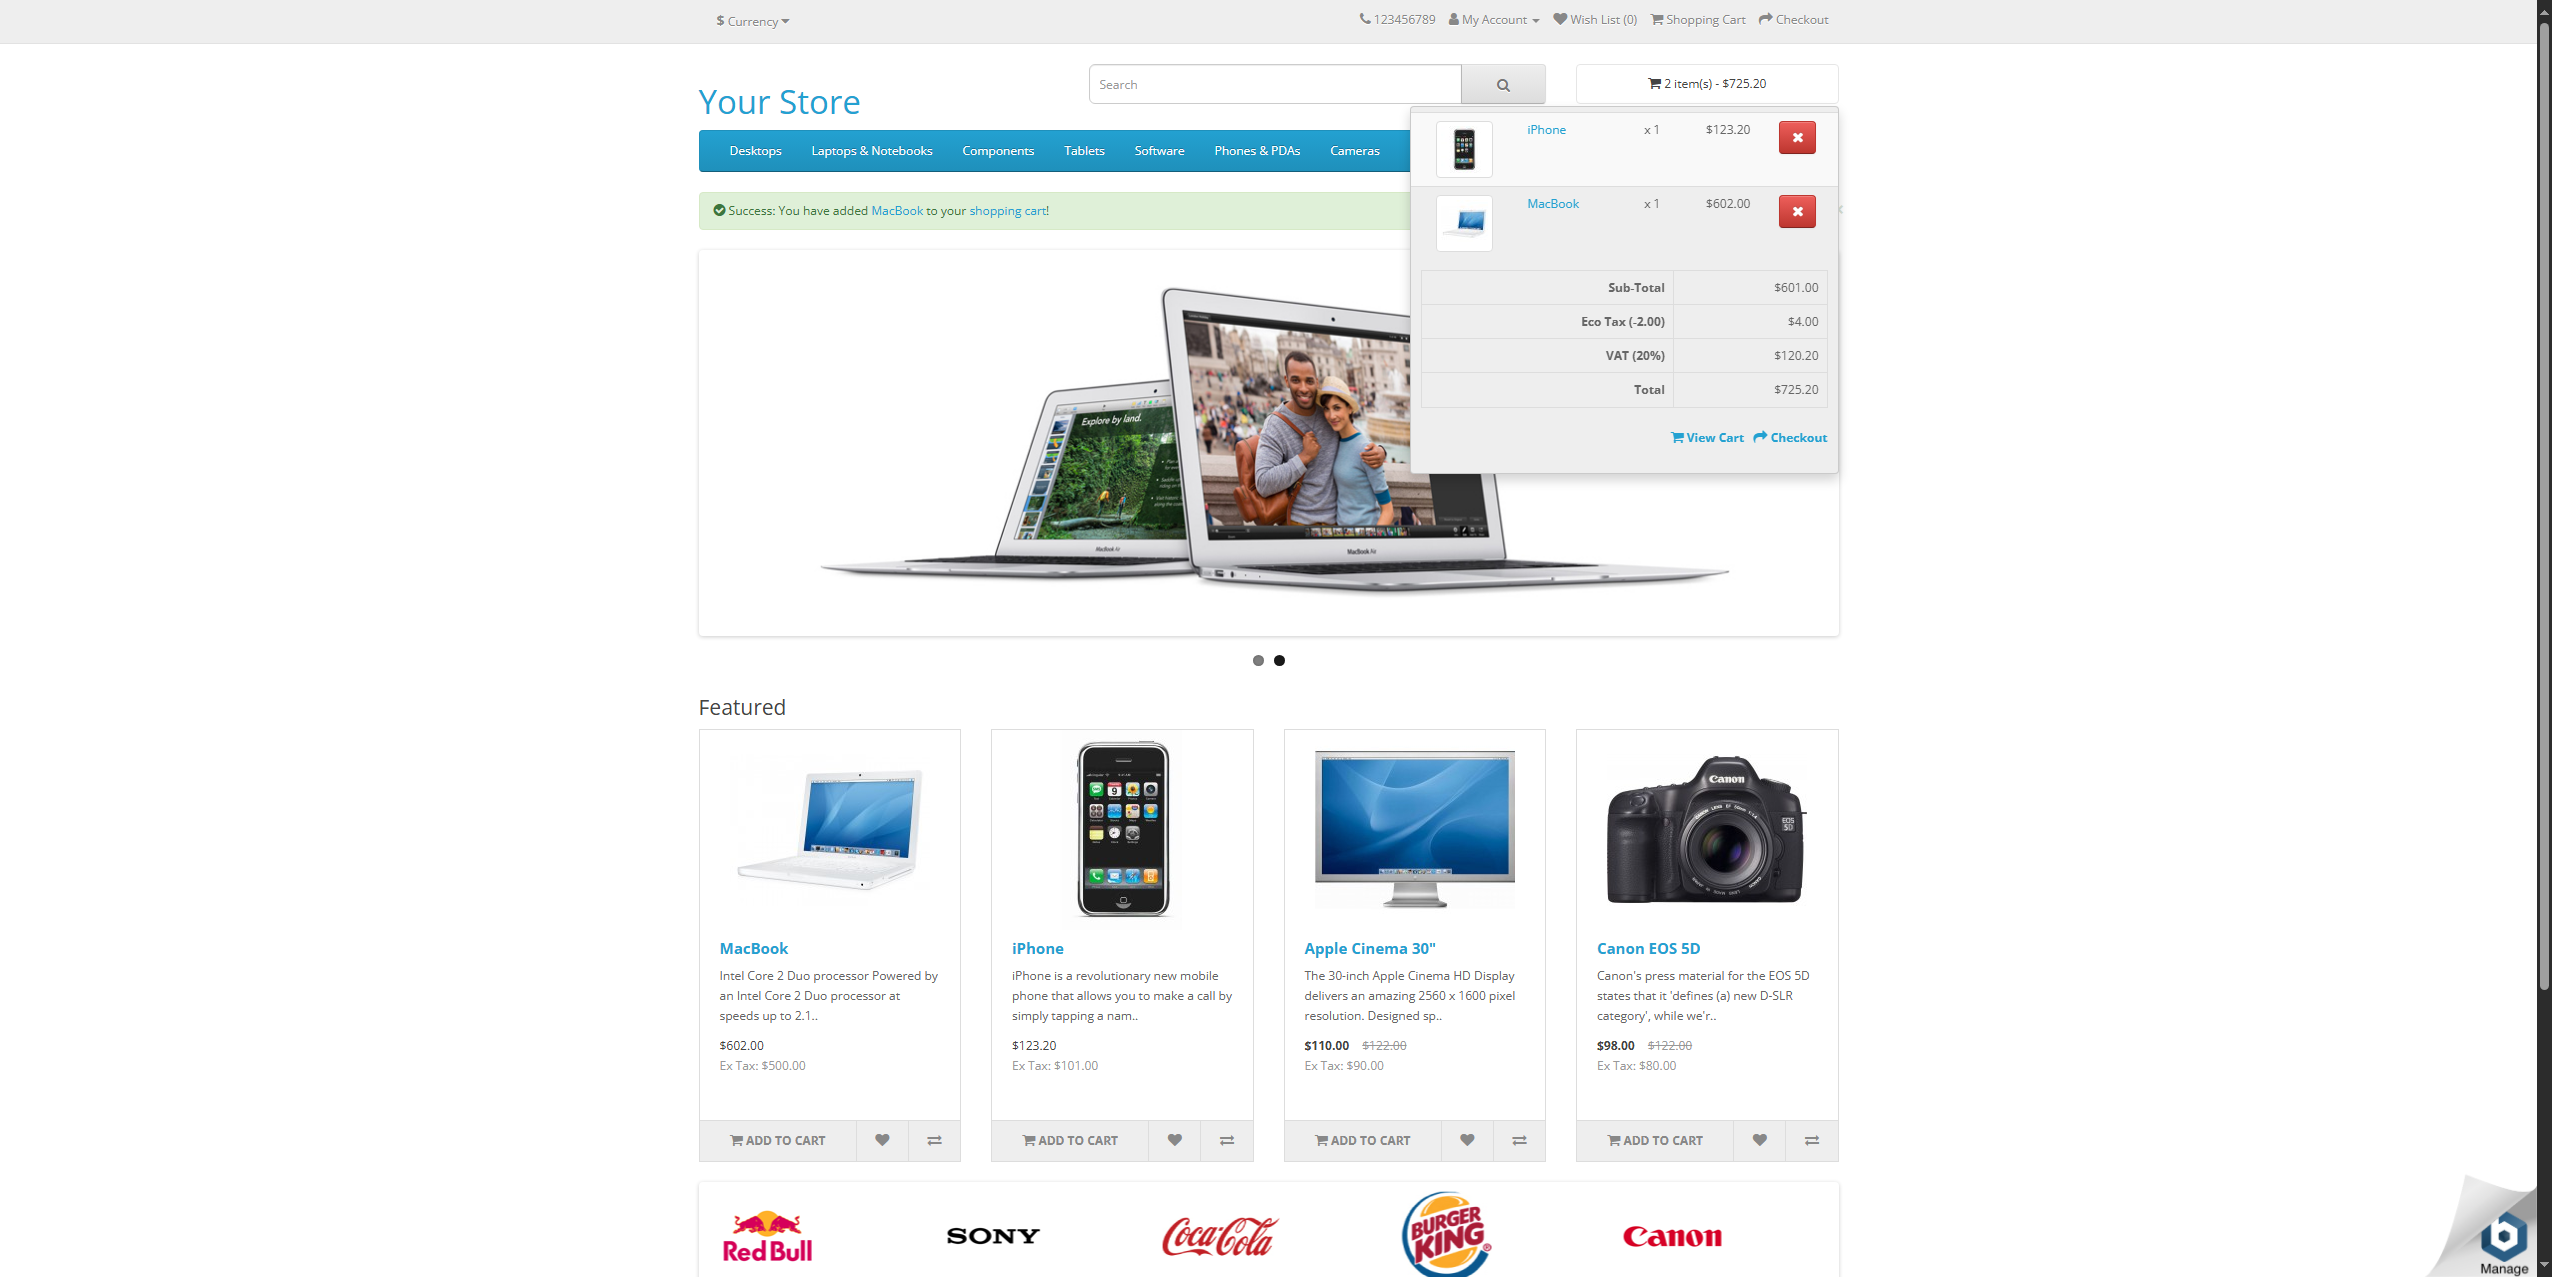 $ Currency
123456789 My Account Wish List (0) Shopping Cart Checkout
Your Store
Search
2 item(s) - $725.20
Desktops Laptops & Notebooks Components Tablets Software Phones & PDAs Cameras
iPhone x 1 $123.20
MacBook x 1 $602.00
Sub-Total $601.00
Eco Tax (-2.00) $4.00
VAT (20%) $120.20
Total $725.20
View Cart Checkout
Success: You have added MacBook to your shopping cart!
Explore by land.
MacBook Air
MacBook Air
Featured
Canon
EOS
5D
MacBook
Intel Core 2 Duo processor Powered by
an Intel Core 2 Duo processor at
speeds up to 2.1..
$602.00
Ex Tax: $500.00
ADD TO CART
iPhone
iPhone is a revolutionary new mobile
phone that allows you to make a call by
simply tapping a nam..
$123.20
Ex Tax: $101.00
ADD TO CART
Apple Cinema 30"
The 30-inch Apple Cinema HD Display
delivers an amazing 2560 x 1600 pixel
resolution. Designed sp..
$110.00 $122.00
Ex Tax: $90.00
ADD TO CART
Canon EOS 5D
Canon's press material for the EOS 5D
states that it 'defines (a) new D-SLR
category', while we'r..
$98.00 $122.00
Ex Tax: $80.00
ADD TO CART
Red Bull
SONY
Coca-Cola
BURGER
KING
Canon
Manage